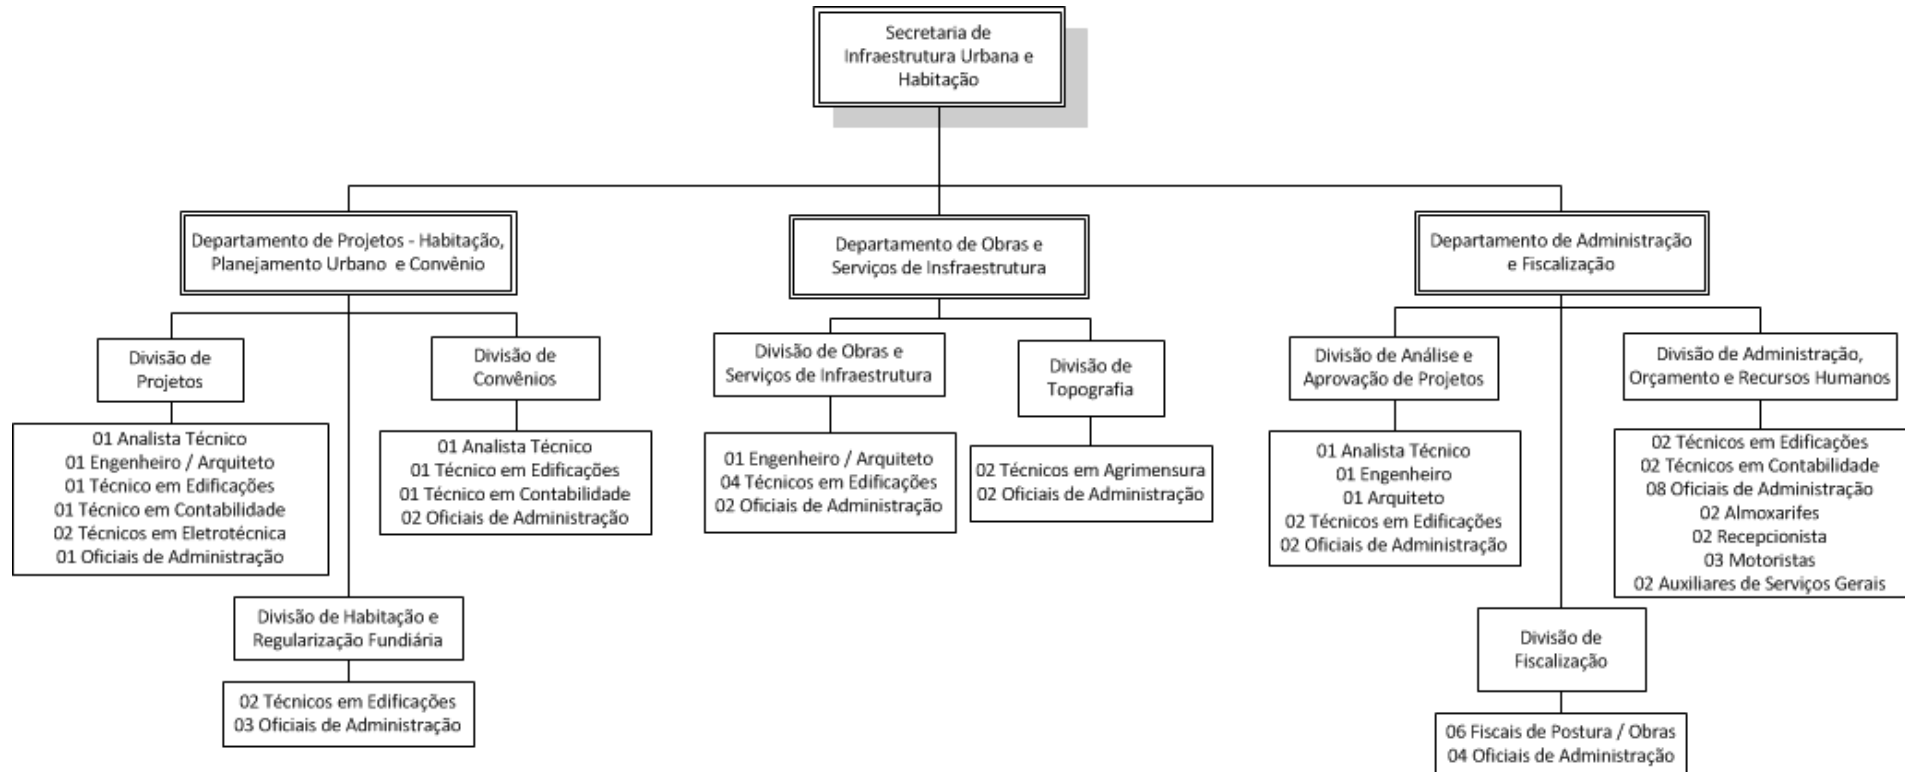 Secretaria de
Infraestrutura Urbana e
Habitação
Departamento de Projetos - Habitação,
Planejamento Urbano e Convênio
Departamento de Obras e
Serviços de Insfraestrutura
Departamento de Administração
e Fiscalização
Divisão de
Projetos
Divisão de
Convênios
Divisão de Obras e
Serviços de Infraestrutura
Divisão de
Topografia
Divisão de Análise e
Aprovação de Projetos
Divisão de Administração,
Orçamento e Recursos Humanos
01 Analista Técnico
01 Engenheiro / Arquiteto
01 Técnico em Edificações
01 Técnico em Contabilidade
02 Técnicos em Eletrotécnica
01 Oficiais de Administração
01 Analista Técnico
01 Técnico em Edificações
01 Técnico em Contabilidade
02 Oficiais de Administração
01 Engenheiro / Arquiteto
04 Técnicos em Edificações
02 Oficiais de Administração
02 Técnicos em Agrimensura
02 Oficiais de Administração
01 Analista Técnico
01 Engenheiro
01 Arquiteto
02 Técnicos em Edificações
02 Oficiais de Administração
02 Técnicos em Edificações
02 Técnicos em Contabilidade
08 Oficiais de Administração
02 Almoxarifes
02 Recepcionista
03 Motoristas
02 Auxiliares de Serviços Gerais
Divisão de Habitação e
Regularização Fundiária
Divisão de
Fiscalização
02 Técnicos em Edificações
03 Oficiais de Administração
06 Fiscais de Postura / Obras
04 Oficiais de Administração